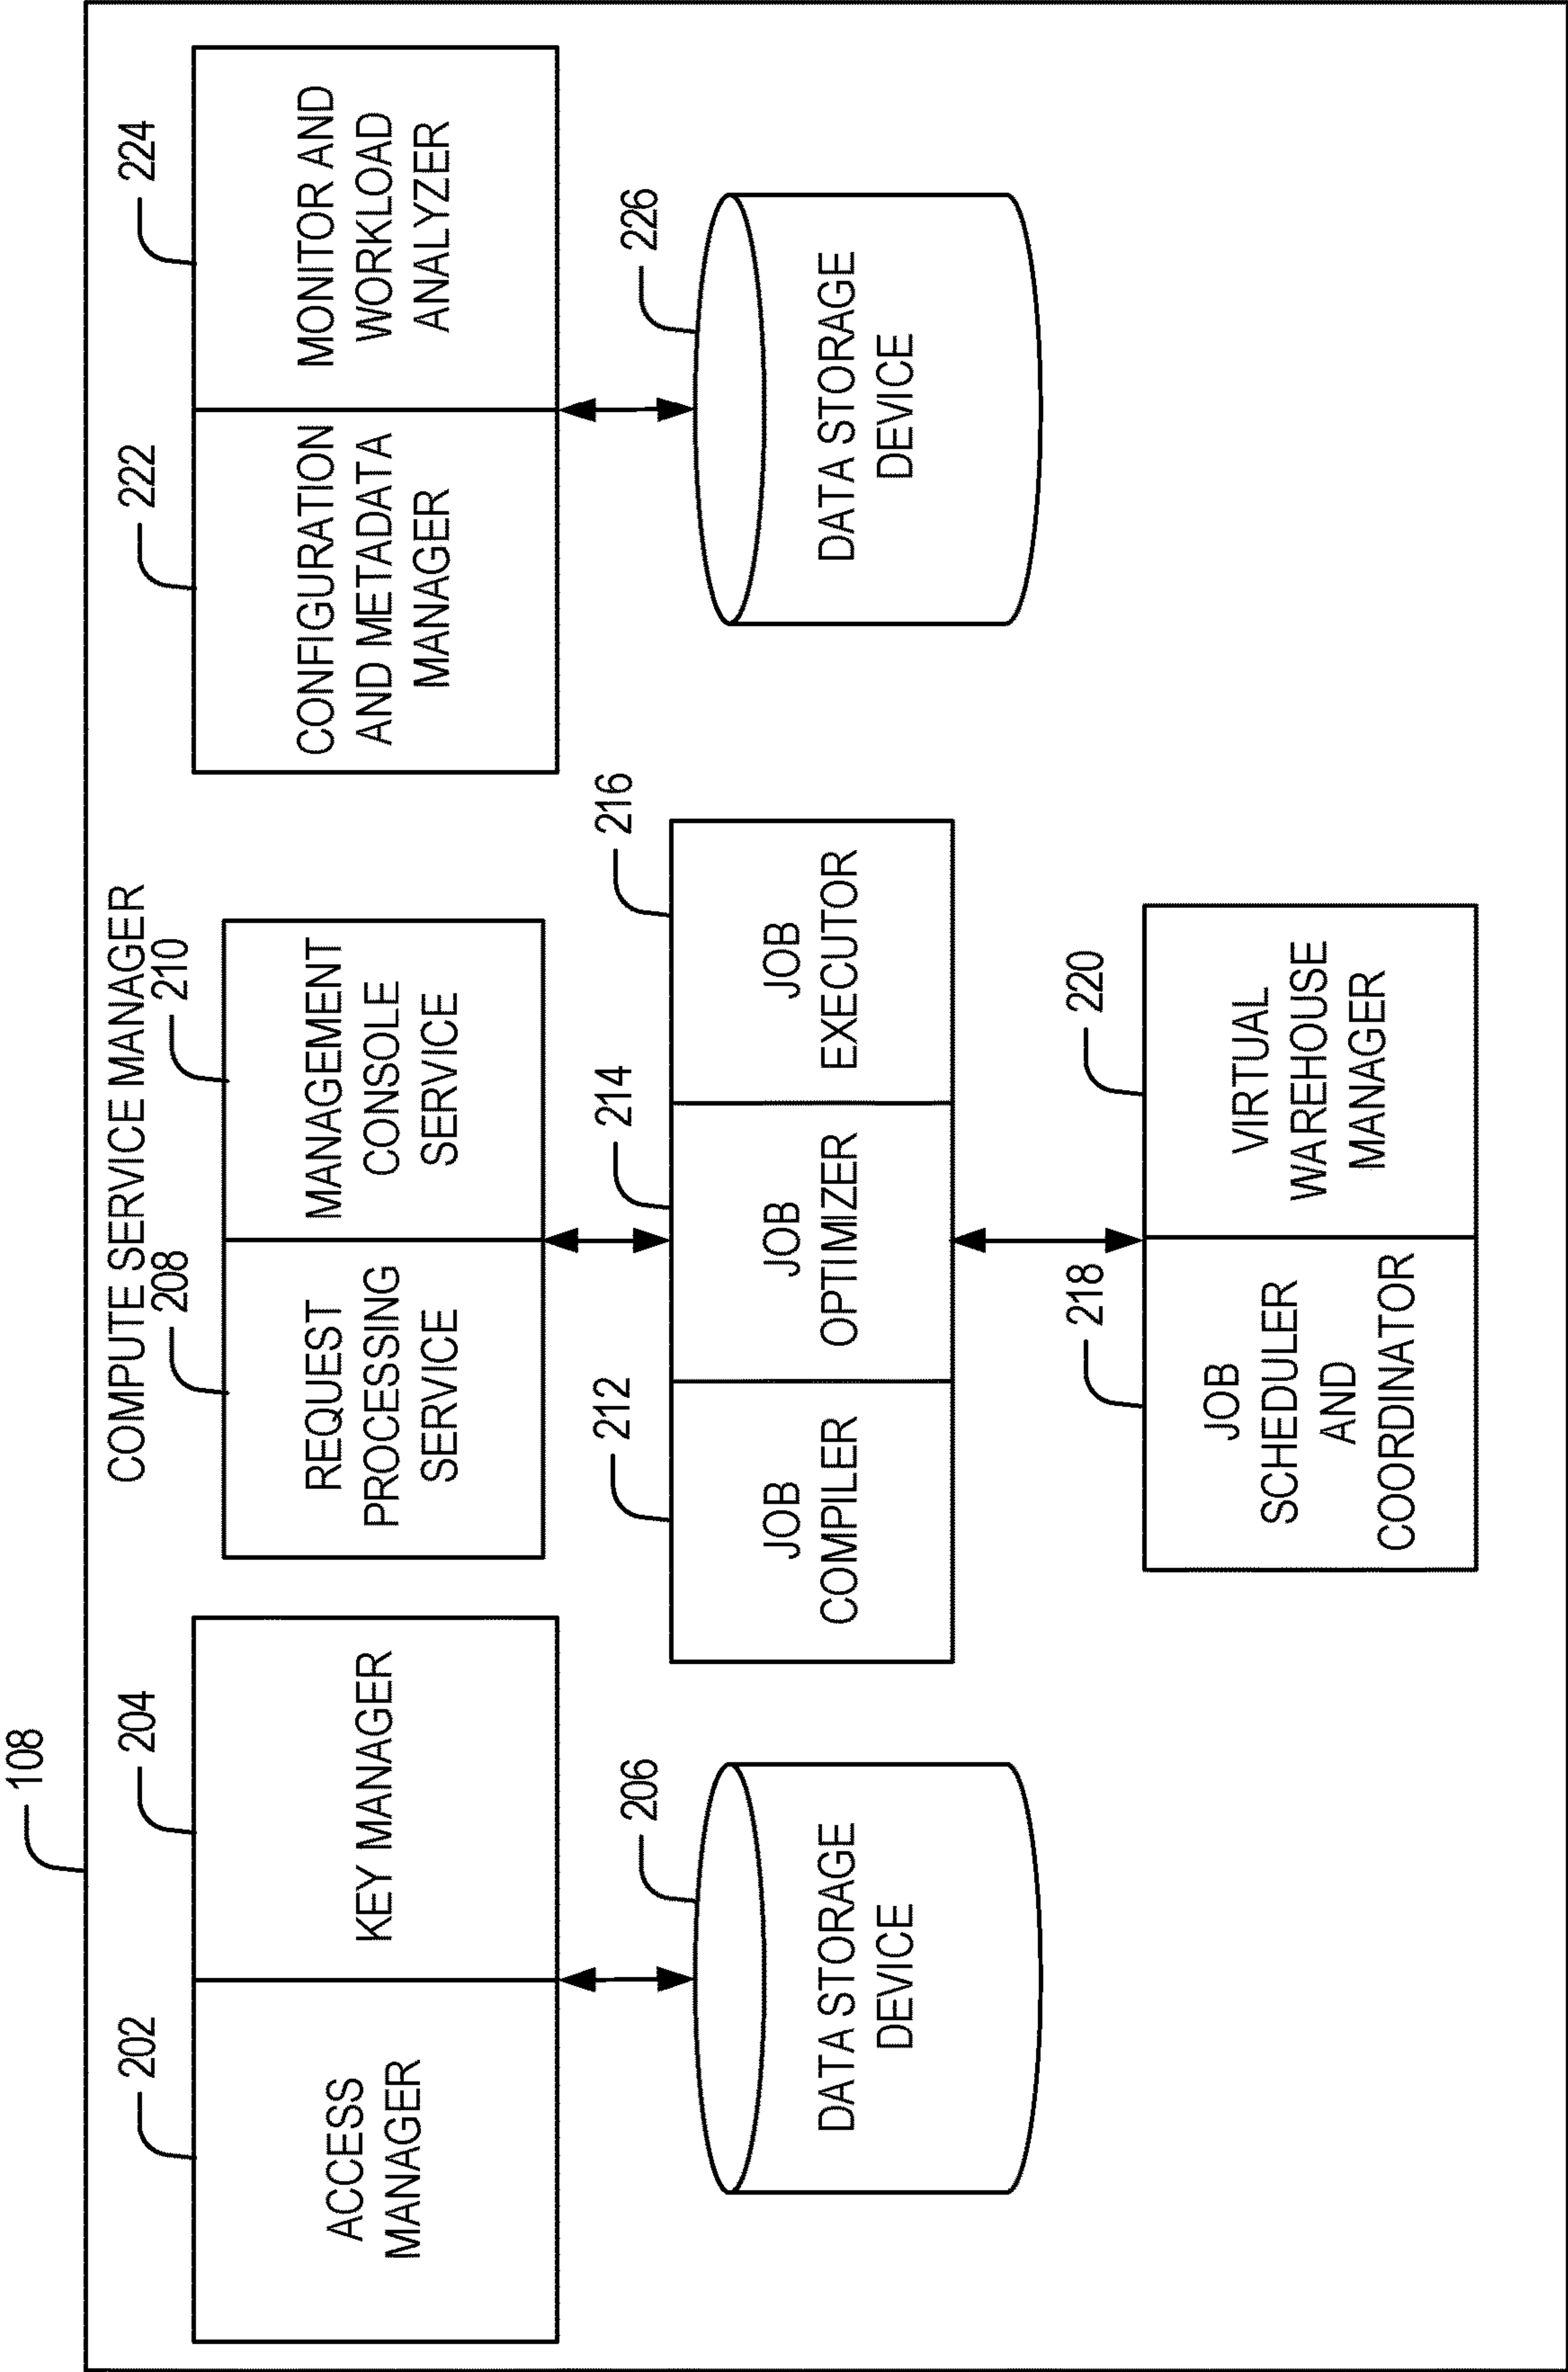 108
COMPUTE SERVICE MANAGER
202
204
ACCESS
MANAGER
KEY MANAGER
206
DATA STORAGE
DEVICE
208
210
REQUEST
PROCESSING
SERVICE
MANAGEMENT
CONSOLE
SERVICE
212
214
216
JOB
COMPILER
JOB
OPTIMIZER
JOB
EXECUTOR
218
220
JOB
SCHEDULER
AND
COORDINATOR
VIRTUAL
WAREHOUSE
MANAGER
222
224
CONFIGURATION
AND METADATA
MANAGER
MONITOR AND
WORKLOAD
ANALYZER
226
DATA STORAGE
DEVICE